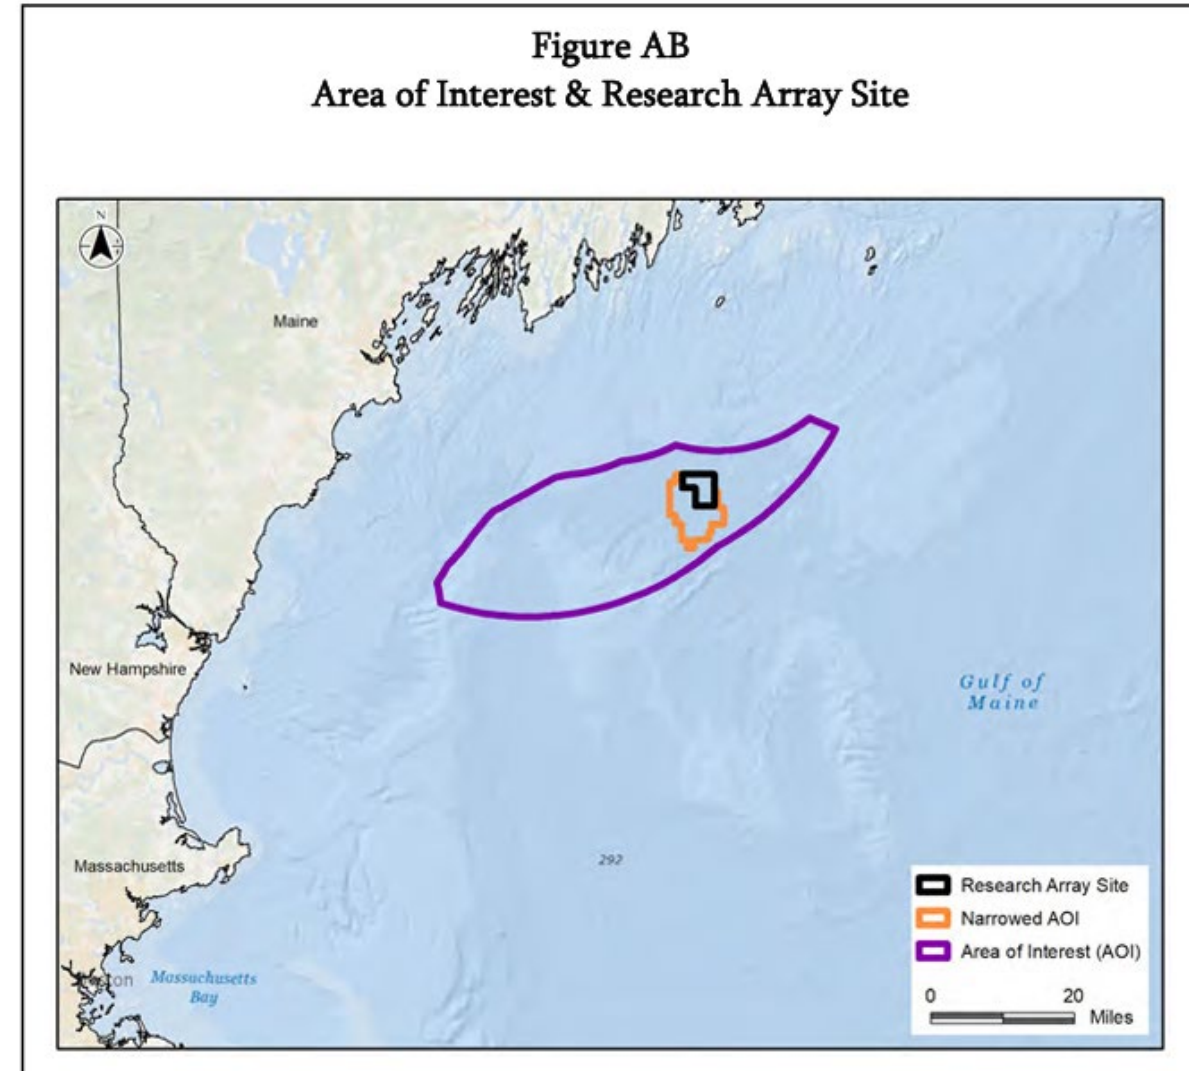 Figure AB
Area of Interest & Research Array Site
N
Maine
New Hampshire
Gulf of
Maine
Massachusetts
292
Massachusetts
Bay
Research Array Site
Narrowed AOI
Area of Interest (AOI)
0 20
Miles